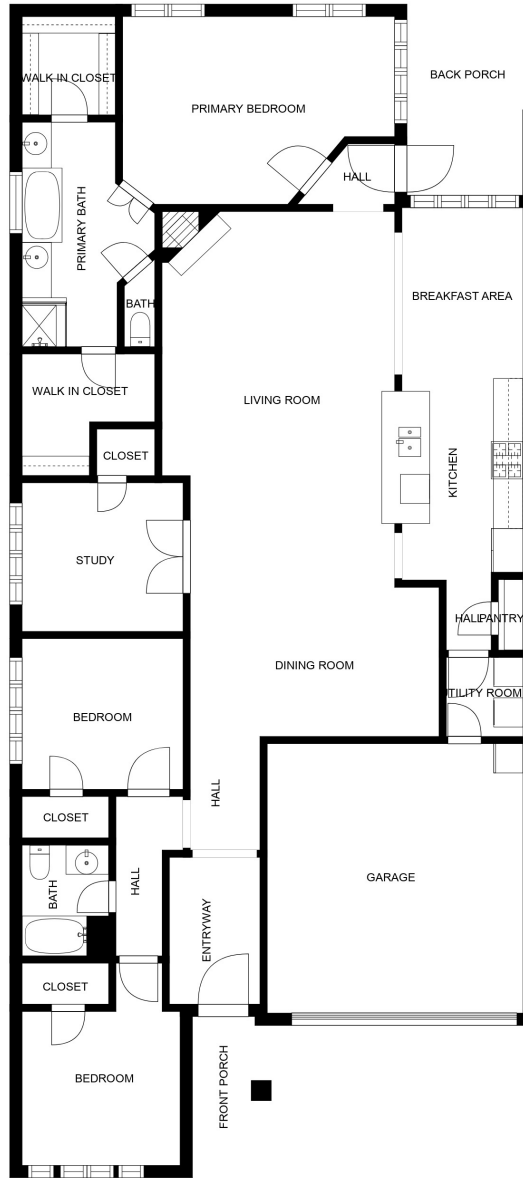 WALK IN CLOSET
BACK PORCH
PRIMARY BEDROOM
HALL
PRIMARY BATH
BREAKFAST AREA
BATH
WALK IN CLOSET
LIVING ROOM
CLOSET
KITCHEN
STUDY
HALL
PANTRY
DINING ROOM
UTILITY ROOM
BEDROOM
HALL
CLOSET
GARAGE
BATH
HALL
ENTRYWAY
CLOSET
BEDROOM
FRONT PORCH